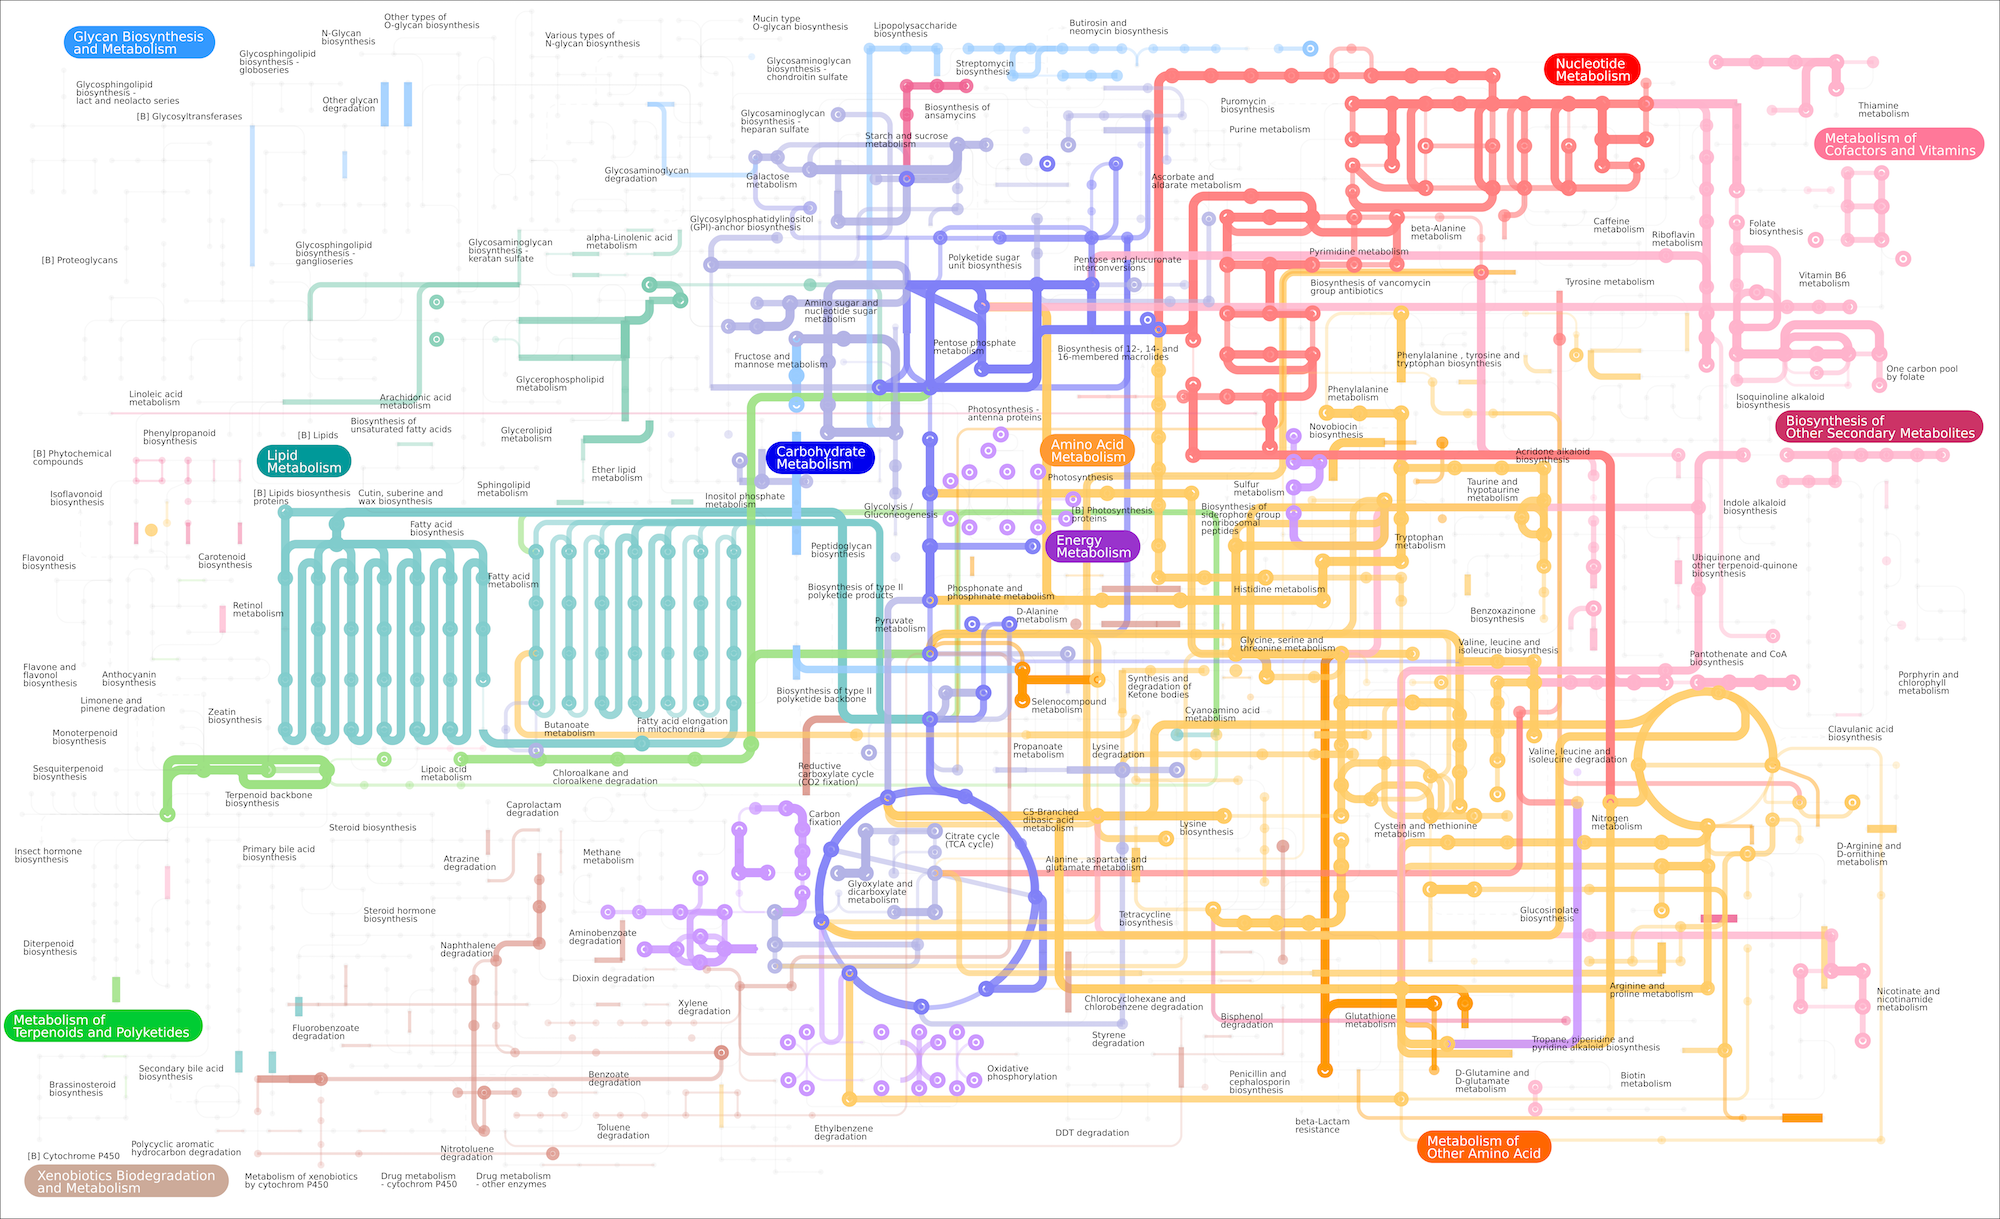 Glycan Biosynthesis
and Metabolism
Glycosphingolipid
biosynthesis -
lact and neolacto series
[B] Glycosyltransferases
Glycosphingolipid
biosynthesis -
globoseries
N-Glycan
biosynthesis
Other types of
O-glycan biosynthesis
Other glycan
degradation
Various types of
N-glycan biosynthesis
Mucin type
O-glycan biosynthesis
Glycosaminoglycan
biosynthesis -
chondroitin sulfate
Lipopolysaccharide
biosynthesis
Streptomycin
biosynthesis
Butirosin and
neomycin biosynthesis
Glycosaminoglycan
biosynthesis -
heparan sulfate
Biosynthesis of
ansamycins
Starch and sucrose
metabolism
Puromycin
biosynthesis
Purine metabolism
Nucleotide
Metabolism
Thiamine
metabolism
Metabolism of
Cofactors and Vitamins
Glycosaminoglycan
degradation
Galactose
metabolism
Ascorbate and
aldarate metabolism
Glycosylphosphatidylinositol
(GPI)-anchor biosynthesis
[B] Proteoglycans
Glycosphingolipid
biosynthesis -
ganglioseries
Glycosaminoglycan
biosynthesis -
keratan sulfate
alpha-Linolenic acid
metabolism
Polyketide sugar
unit biosynthesis
Pentose and glucuronate
interconversions
Pyrimidine metabolism
beta-Alanine
metabolism
Caffeine
metabolism
Riboflavin
metabolism
Folate
biosynthesis
Vitamin B6
metabolism
Biosynthesis of vancomycin
group antibiotics
Tyrosine metabolism
Amino sugar and
nucleotide sugar
metabolism
Fructose and
mannose metabolism
Pentose phosphate
metabolism
Biosynthesis of 12-, 14- and
16-membered macrolides
Phenylalanine , tyrosine and
tryptophan biosynthesis
One carbon pool
by folate
Linoleic acid
metabolism
Arachidonic acid
metabolism
Glycerophospholipid
metabolism
Phenylalanine
metabolism
Isoquinoline alkaloid
biosynthesis
Biosynthesis of
Other Secondary Metabolites
Phenylpropanoid
biosynthesis
[B] Lipids
Biosynthesis of
unsaturated fatty acids
Glycerolipid
metabolism
Photosynthesis -
antenna proteins
Novobiocin
biosynthesis
[B] Phytochemical
compounds
Lipid
Metabolism
Carbohydrate
Metabolism
Amino Acid
Metabolism
Acridone alkaloid
biosynthesis
Isoflavonoid
biosynthesis
[B] Lipids biosynthesis
proteins
Cutin, suberine and
wax biosynthesis
Sphingolipid
metabolism
Ether lipid
metabolism
Inositol phosphate
metabolism
Photosynthesis
Sulfur
metabolism
Taurine and
hypotaurine
metabolism
Glycolysis /
Gluconeogenesis
[B] Photosynthesis
proteins
Biosynthesis of
siderophore group
nonribosomal
peptides
Indole alkaloid
biosynthesis
Fatty acid
biosynthesis
Energy
Metabolism
Tryptophan
metabolism
Flavonoid
biosynthesis
Carotenoid
biosynthesis
Fatty acid
metabolism
Peptidoglycan
biosynthesis
Ubiquinone and
other terpenoid-quinone
biosynthesis
Biosynthesis of type II
polyketide products
Phosphonate and
phosphinate metabolism
Histidine metabolism
Retinol
metabolism
Pyruvate
metabolism
D-Alanine
metabolism
Benzoxazinone
biosynthesis
Glycine, serine and
threonine metabolism
Valine, leucine and
isoleucine biosynthesis
Pantothenate and CoA
biosynthesis
Flavone and
flavonol
biosynthesis
Anthocyanin
biosynthesis
Biosynthesis of type II
polyketide backbone
Selenocompound
metabolism
Synthesis and
degradation of
Ketone bodies
Porphyrin and
chlorophyll
metabolism
Limonene and
pinene degradation
Zeatin
biosynthesis
Butanoate
metabolism
Fatty acid elongation
in mitochondria
Cyanoamino acid
metabolism
Clavulanic acid
biosynthesis
Monoterpenoid
biosynthesis
Propanoate
metabolism
Lysine
degradation
Valine, leucine and
isoleucine degradation
Sesquiterpenoid
biosynthesis
Lipoic acid
metabolism
Chloroalkane and
cloroalkene degradation
Reductive
carboxylate cycle
(CO2 fixation)
Terpenoid backbone
biosynthesis
Caprolactam
degradation
Carbon
fixation
C5-Branched
dibasic acid
metabolism
Lysine
biosynthesis
Cystein and methionine
metabolism
Nitrogen
metabolism
Steroid biosynthesis
Citrate cycle
(TCA cycle)
Insect hormone
biosynthesis
Primary bile acid
biosynthesis
Atrazine
degradation
Methane
metabolism
Alanine , aspartate and
glutamate metabolism
D-Arginine and
D-ornithine
metabolism
Glyoxylate and
dicarboxylate
metabolism
Steroid hormone
biosynthesis
Tetracycline
biosynthesis
Glucosinolate
biosynthesis
Diterpenoid
biosynthesis
Naphthalene
degradation
Aminobenzoate
degradation
Dioxin degradation
Arginine and
proline metabolism
Nicotinate and
nicotinamide
metabolism
Metabolism of
Terpenoids and Polyketides
Xylene
degradation
Chlorocyclohexane and
chlorobenzene degradation
Bisphenol
degradation
Glutathione
metabolism
Fluorobenzoate
degradation
Styrene
degradation
Tropane, piperidine and
pyridine alkaloid biosynthesis
Secondary bile acid
biosynthesis
Brassinosteroid
biosynthesis
Benzoate
degradation
Oxidative
phosphorylation
Penicillin and
cephalosporin
biosynthesis
D-Glutamine and
D-glutamate
metabolism
Biotin
metabolism
Toluene
degradation
Ethylbenzene
degradation
DDT degradation
beta-Lactam
resistance
Metabolism of
Other Amino Acid
[B] Cytochrome P450
Polycyclic aromatic
hydrocarbon degradation
Nitrotoluene
degradation
Xenobiotics Biodegradation
and Metabolism
Metabolism of xenobiotics
by cytochrom P450
Drug metabolism
- cytochrom P450
Drug metabolism
- other enzymes